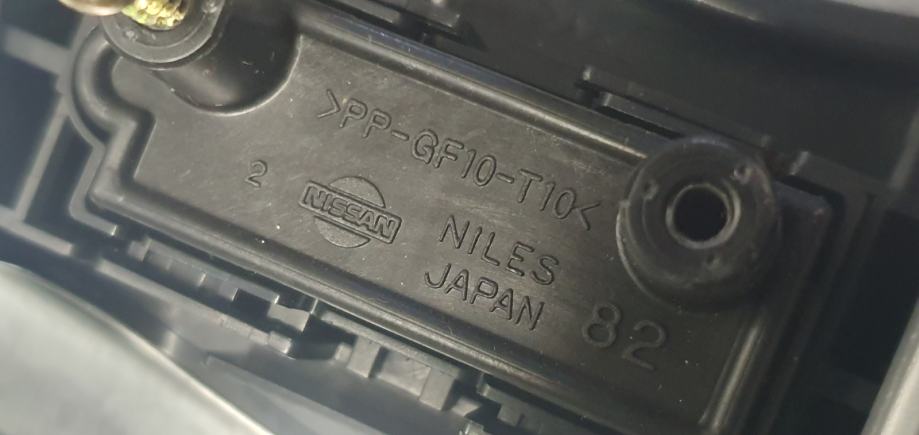 >PP-GF10-T10<
2
NISSAN
NILES
JAPAN
82